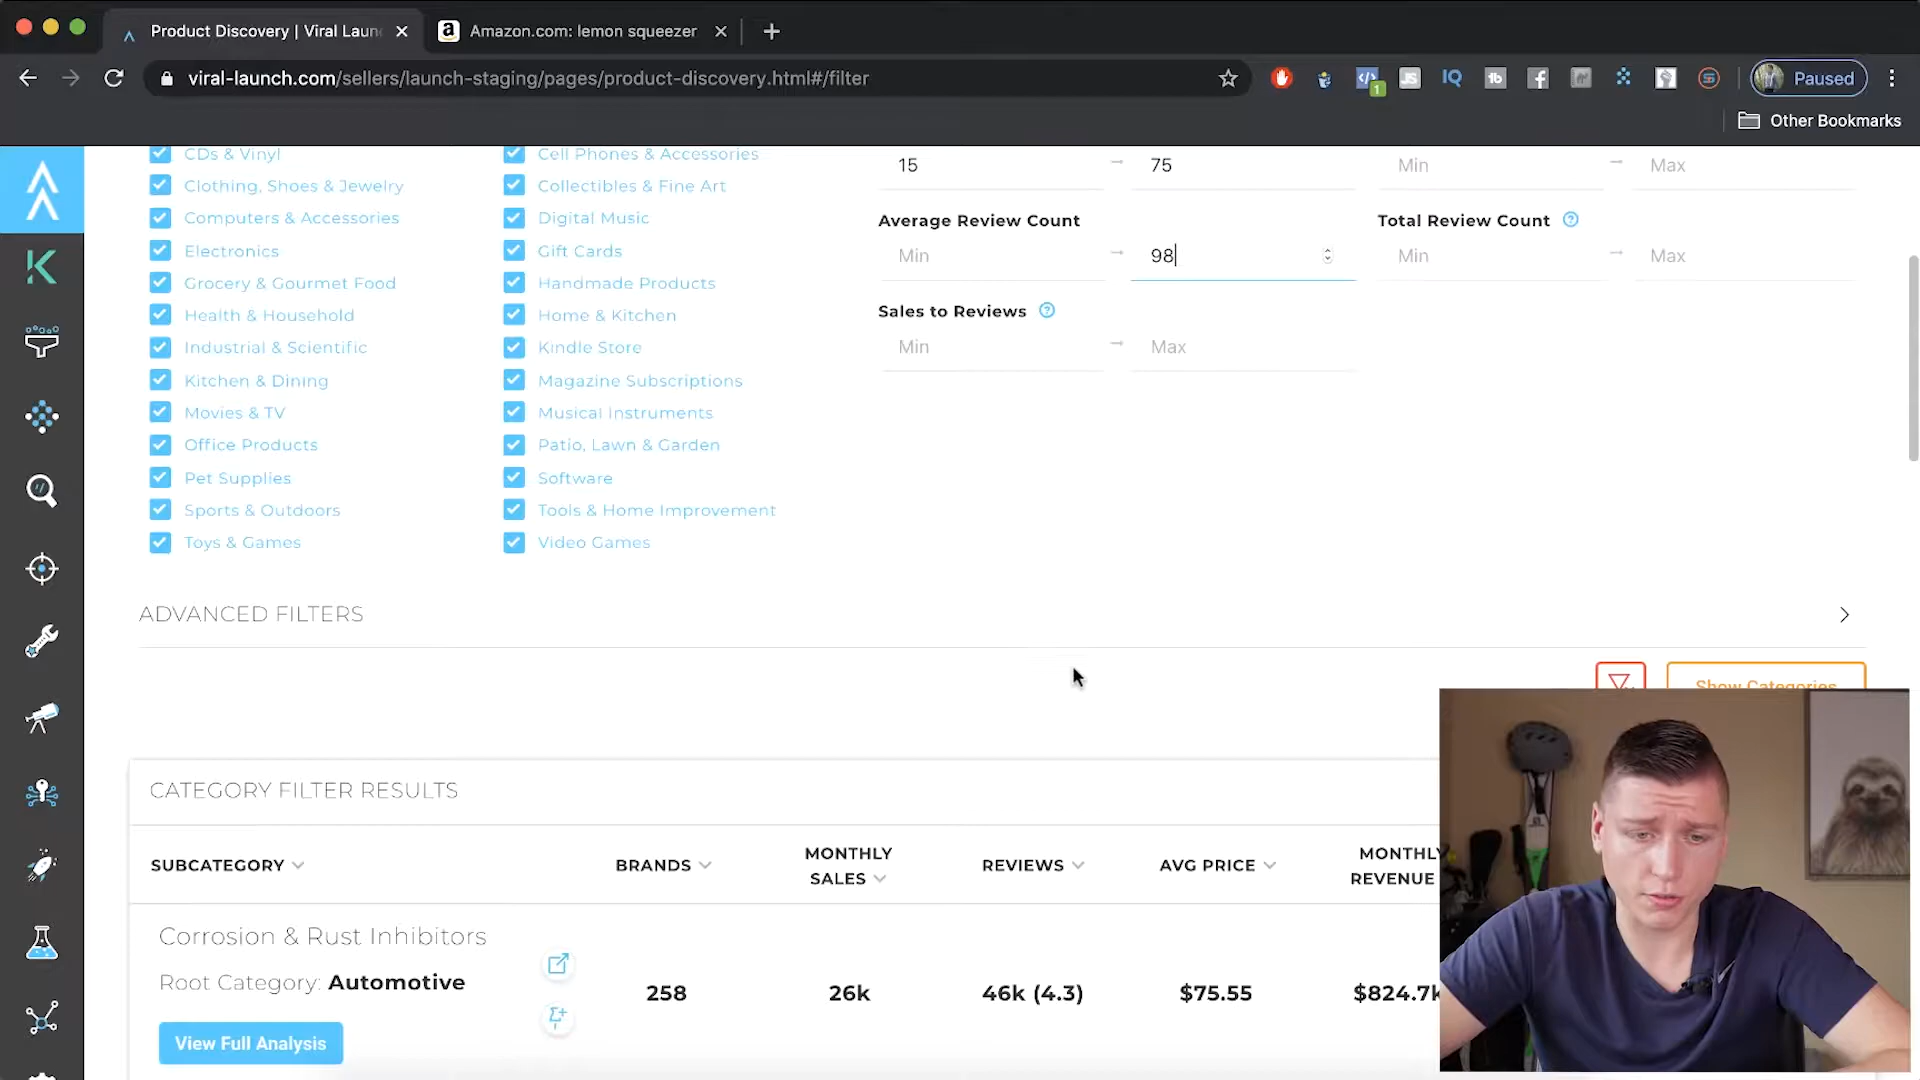 Product Discovery | Viral Laun
Amazon.com: lemon squeezer
viral-launch.com/sellers/launch-staging/pages/product-discovery.html#/filter
1
JS
IQ
tb
Paused
Other Bookmarks
CDs & Vinyl
Cell Phones & Accessories
15
75
Min
Max
Clothing, Shoes & Jewelry
Collectibles & Fine Art
Computers & Accessories
Digital Music
Average Review Count
Total Review Count
Electronics
Gift Cards
Min
98
Min
Max
Grocery & Gourmet Food
Handmade Products
Health & Household
Home & Kitchen
Sales to Reviews
Industrial & Scientific
Kindle Store
Min
Max
Kitchen & Dining
Magazine Subscriptions
Movies & TV
Musical Instruments
Office Products
Patio, Lawn & Garden
Pet Supplies
Software
Sports & Outdoors
Tools & Home Improvement
Toys & Games
Video Games
ADVANCED FILTERS
Show Categories
CATEGORY FILTER RESULTS
SUBCATEGORY
BRANDS
MONTHLY SALES
REVIEWS
AVG PRICE
MONTHLY REVENUE
Corrosion & Rust Inhibitors
Root Category: Automotive
258
26k
46k (4.3)
$75.55
$824.7k
View Full Analysis